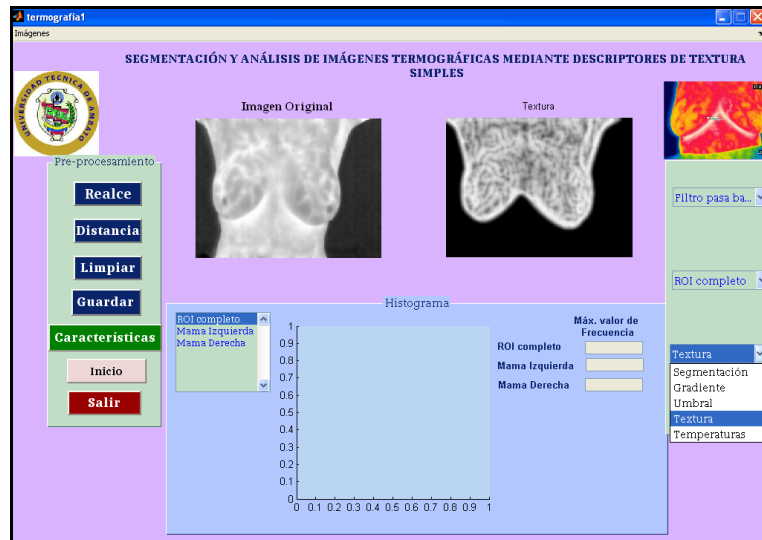 termografia1
Imágenes
SEGMENTACIÓN Y ANÁLISIS DE IMÁGENES TERMOGRÁFICAS MEDIANTE DESCRIPTORES DE TEXTURA
SIMPLES
UNIVERSIDAD TECNICA DE AMBATO
Imagen Original
Textura
Pre-procesamiento
Realce
Distancia
Limpiar
Guardar
Características
Inicio
Salir
Filtro pasa ba...
ROI completo
Textura
Segmentación
Gradiente
Umbral
Textura
Temperaturas
Histograma
ROI completo
Mama Izquierda
Mama Derecha
1
0.9
0.8
0.7
0.6
0.5
0.4
0.3
0.2
0.1
0
0 0.1 0.2 0.3 0.4 0.5 0.6 0.7 0.8 0.9 1
Máx. valor de
Frecuencia
ROI completo
Mama Izquierda
Mama Derecha